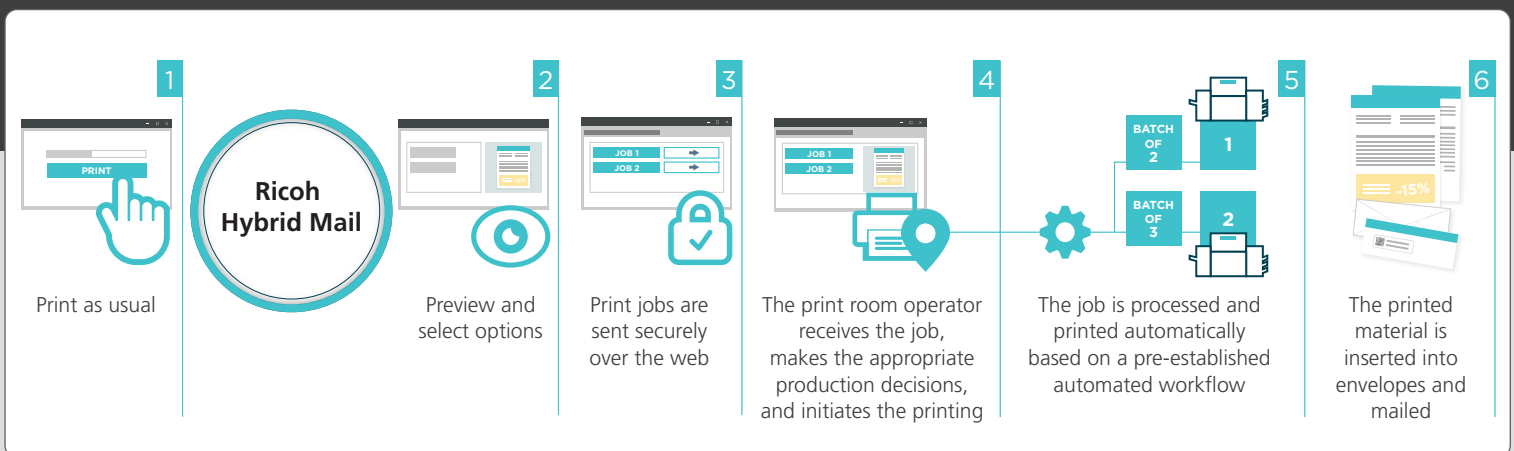 1
PRINT
Print as usual
Ricoh
Hybrid Mail
2
-15%
Preview and
select options
3
JOB 1
JOB 2
Print jobs are
sent securely
over the web
4
JOB 1
JOB 2
-15%
The print room operator
receives the job,
makes the appropriate
production decisions,
and initiates the printing
5
BATCH
OF
2
1
BATCH
OF
3
2
The job is processed and
printed automatically
based on a pre-established
automated workflow
6
-15%
The printed
material is
inserted into
envelopes and
mailed